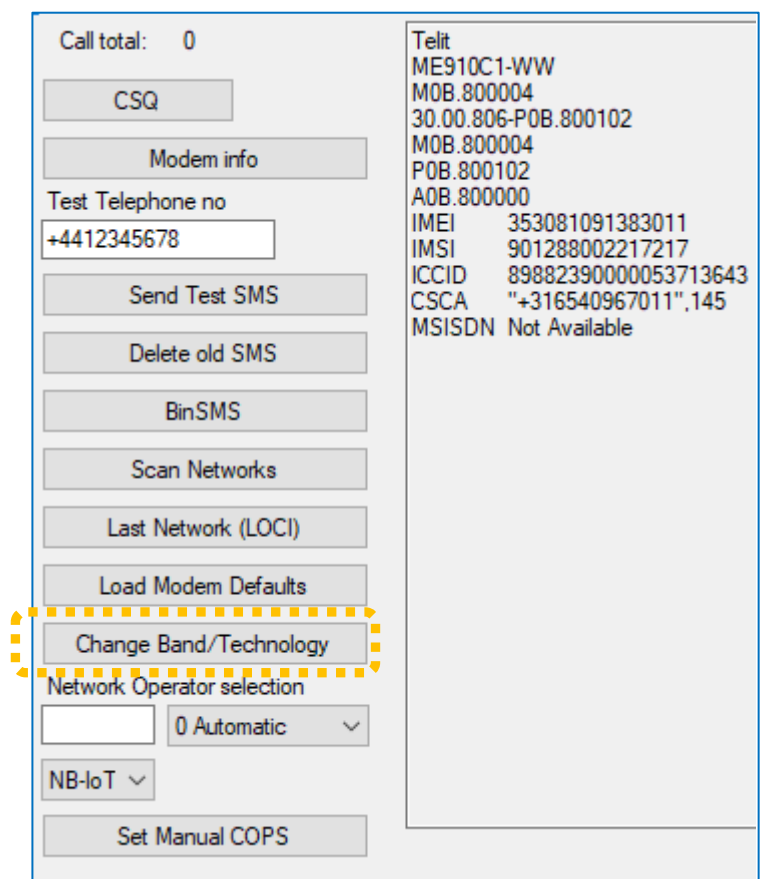 Call total: 0
CSQ
Modem info
Test Telephone no
+4412345678
Send Test SMS
Delete old SMS
BinSMS
Scan Networks
Last Network (LOCI)
Load Modem Defaults
Change Band/Technology
Network Operator selection
0 Automatic
NB-IoT
Set Manual COPS
Telit
ME910C1-WW
M0B.800004
30.00.806-P0B.800102
M0B.800004
P0B.800102
A0B.800000
IMEI 353081091383011
IMSI 901288002217217
ICCID 89882390000053713643
CSCA "+316540967011",145
MSISDN Not Available